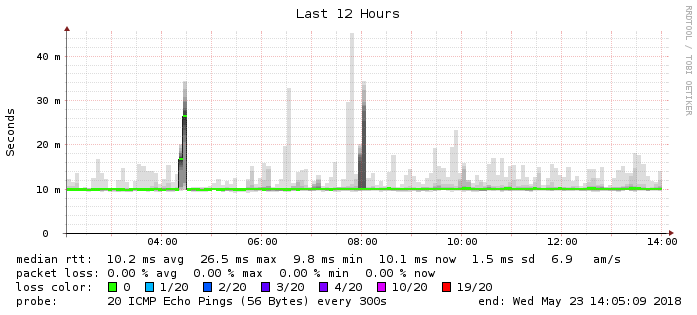 Last 12 Hours
RRDTOOL / TOBI OETIKER
Seconds
40 m
30 m
20 m
10 m
0
04:00 06:00 08:00 10:00 12:00 14:00
median rtt: 10.2 ms avg 26.5 ms max 9.8 ms min 10.1 ms now 1.5 ms sd 6.9 am/s
packet loss: 0.00 % avg 0.00 % max 0.00 % min 0.00 % now
loss color: 0 1/20 2/20 3/20 4/20 10/20 19/20
probe: 20 ICMP Echo Pings (56 Bytes) every 300s end: Wed May 23 14:05:09 2018